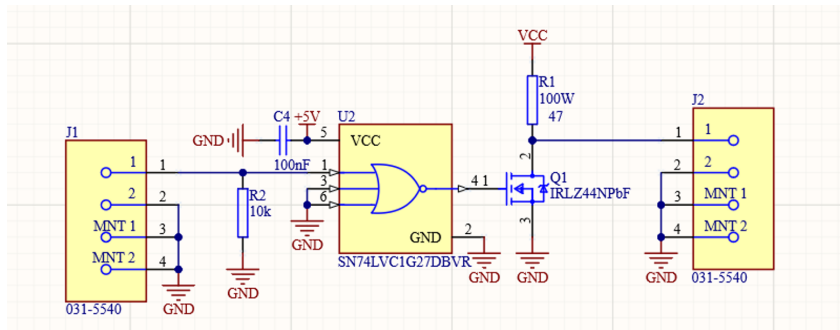 VCC
R1
100W
47
C4 +5V U2
J2
J1
GND
5 VCC
1 1
2
1 1
100nF
1
3
6
4 1
Q1
IRLZ44NPbF
2 2
2 2
R2
10k
MNT 1 3
3 MNT 1
3
GND
GND 2
4 MNT 2
MNT 2 4
SN74LVC1G27DBVR
GND
GND
GND
GND
GND
031-5540
031-5540